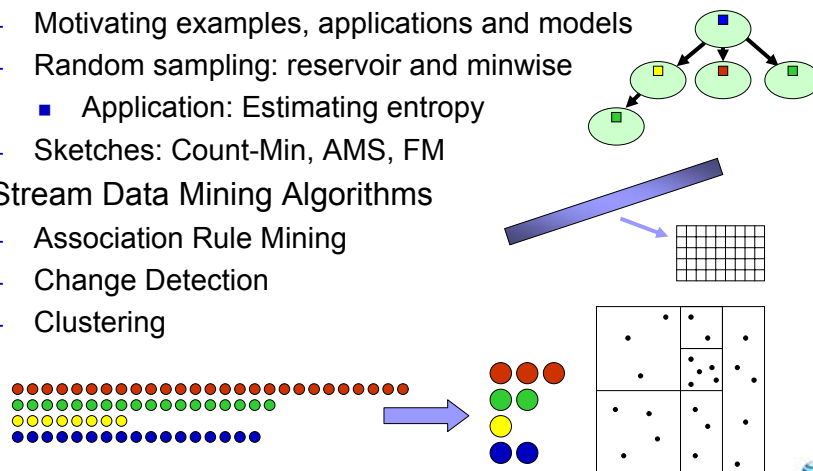 Motivating examples, applications and models
Random sampling: reservoir and minwise
Application: Estimating entropy
Sketches: Count-Min, AMS, FM
Stream Data Mining Algorithms
Association Rule Mining
Change Detection
Clustering